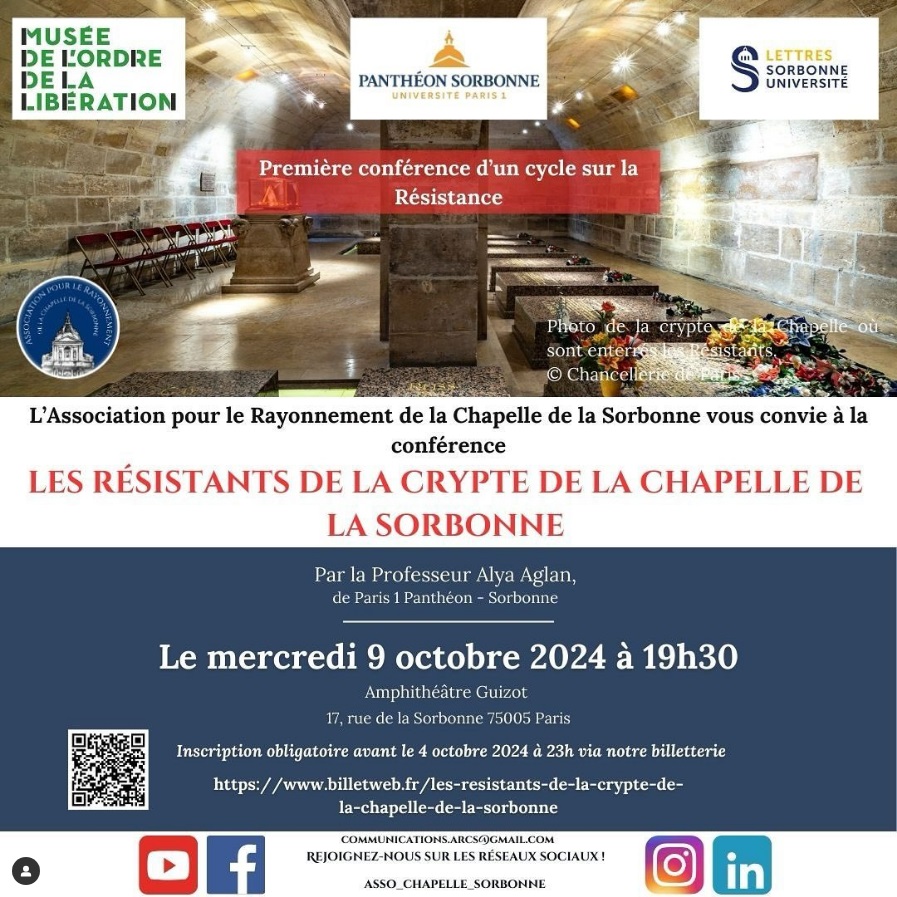 MUSÉE
DE L'ORDRE
DE LA
LIBÉRATION
PANTHÉON SORBONNE
UNIVERSITÉ PARIS 1
LETTRES
SORBONNE
UNIVERSITÉ
Première conférence d'un cycle sur la
Résistance
ASSOCIATION POUR LE RAYONNEMENT
DE LA CHAPELLE DE LA SORBONNE
Photo de la crypte de la Chapelle ou
sont enterrés les Résistants.
© Chancellerie de Paris
L'Association pour le Rayonnement de la Chapelle de la Sorbonne vous convie à la
conférence
LES RÉSISTANTS DE LA CRYPTE DE LA CHAPELLE DE
LA SORBONNE
Par la Professeur Alya Aglan,
de Paris 1 Panthéon - Sorbonne
Le mercredi 9 octobre 2024 à 19h30
Amphithéâtre Guizot
17, rue de la Sorbonne 75005 Paris
Inscription obligatoire avant le 4 octobre 2024 à 23h via notre billetterie
https://www.billetweb.fr/les-resistants-de-la-crypte-de-
la-chapelle-de-la-sorbonne
COMMUNICATIONS.ARCS@GMAIL.COM
REJOIGNEZ-NOUS SUR LES RÉSEAUX SOCIAUX !
ASSO_CHAPELLE_SORBONNE